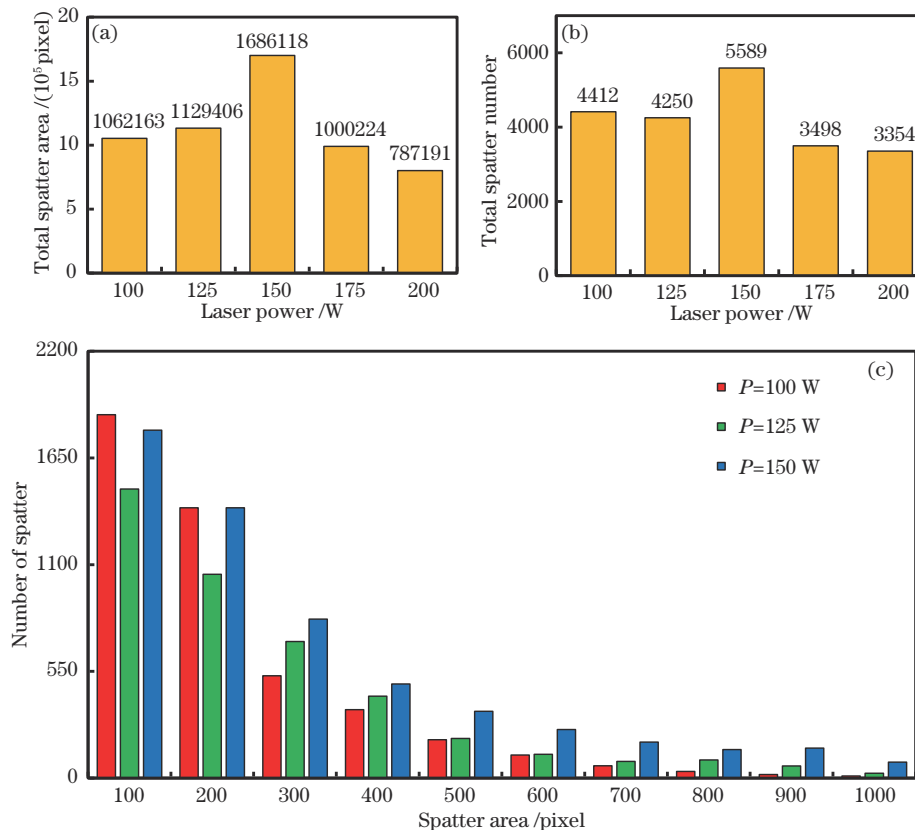 (a)
20
15
10
5
0
Total spatter area /(10⁵ pixel)
1062163
1129406
1686118
1000224
787191
100 125 150 175 200
Laser power /W
(b)
6000
4000
2000
0
Total spatter number
4412
4250
5589
3498
3354
100 125 150 175 200
Laser power /W
(c)
2200
1650
1100
550
0
Number of spatter
P=100 W
P=125 W
P=150 W
100 200 300 400 500 600 700 800 900 1000
Spatter area /pixel